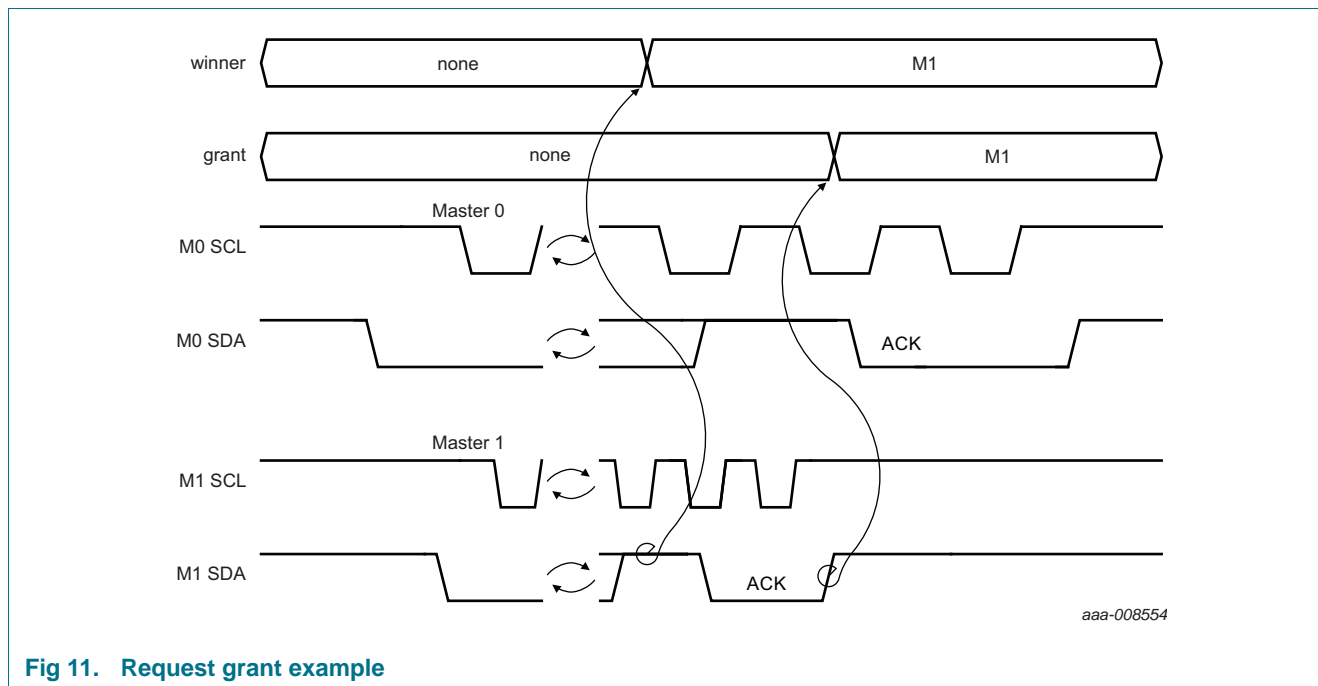 winner
none
M1
grant
none
M1
Master 0
M0 SCL
M0 SDA
ACK
Master 1
M1 SCL
M1 SDA
ACK
aaa-008554
Fig 11. Request grant example